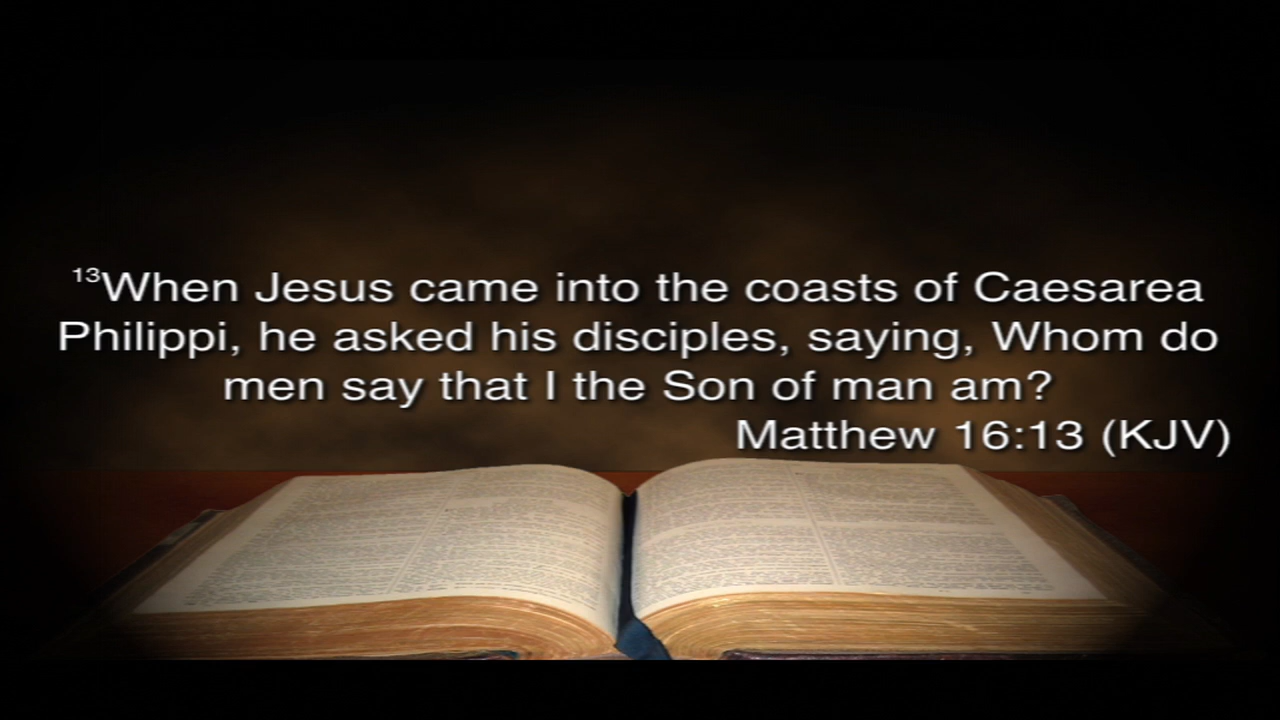 ¹³When Jesus came into the coasts of Caesarea
Philippi, he asked his disciples, saying, Whom do
men say that I the Son of man am?
Matthew 16:13 (KJV)